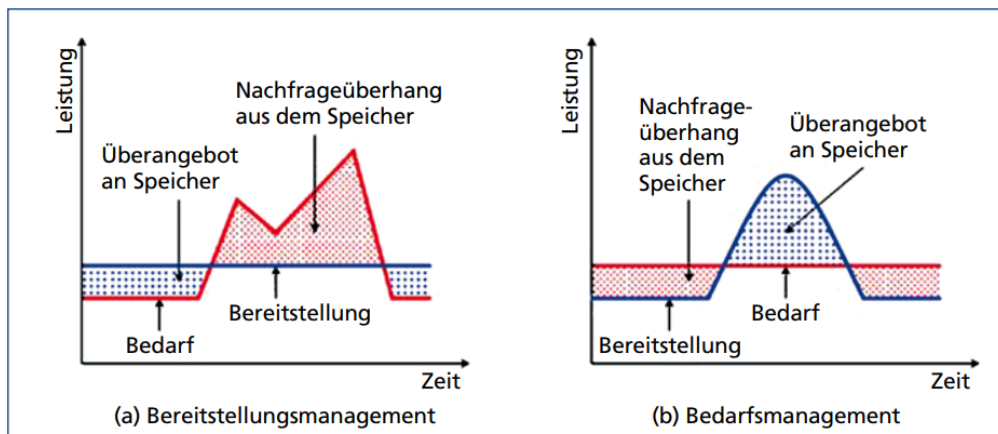 Leistung
Nachfrageüberhang
aus dem Speicher
Überangebot
an Speicher
Bereitstellung
Bedarf
Zeit
(a) Bereitstellungsmanagement
Leistung
Nachfrage-
überhang
aus dem
Speicher
Überangebot
an Speicher
Bedarf
Bereitstellung
Zeit
(b) Bedarfsmanagement